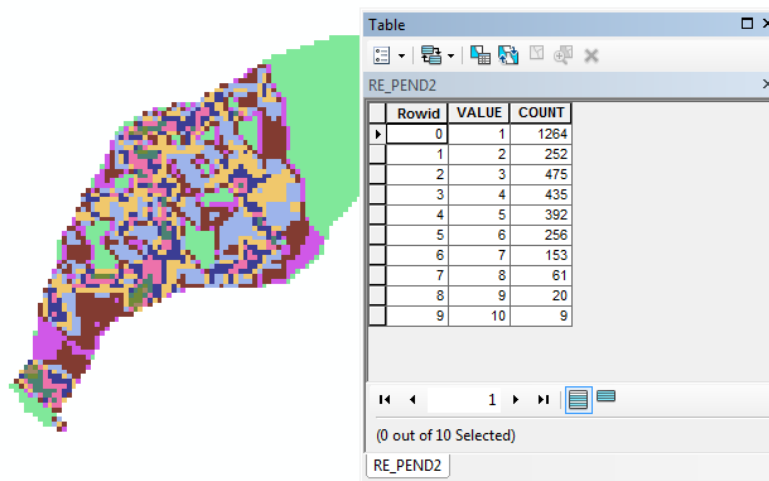 Table
RE_PEND2
Rowid VALUE COUNT
0 1 1264
1 2 252
2 3 475
3 4 435
4 5 392
5 6 256
6 7 153
7 8 61
8 9 20
9 10 9
1
(0 out of 10 Selected)
RE_PEND2